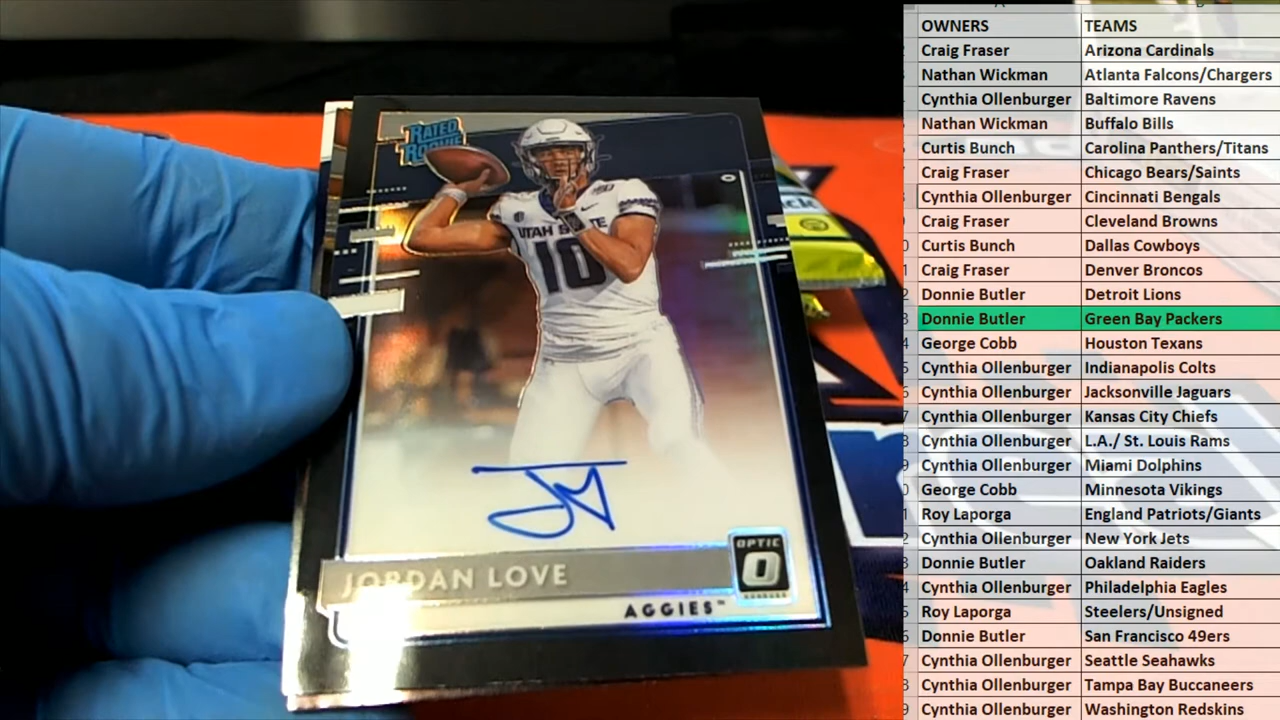 RATED
ROOKIE
UTAH STATE
10
JORDAN LOVE
AGGIES™
OPTIC
DONRUSS
OWNERS TEAMS
Craig Fraser Arizona Cardinals
Nathan Wickman Atlanta Falcons/Chargers
Cynthia Ollenburger Baltimore Ravens
Nathan Wickman Buffalo Bills
Curtis Bunch Carolina Panthers/Titans
Craig Fraser Chicago Bears/Saints
Cynthia Ollenburger Cincinnati Bengals
Craig Fraser Cleveland Browns
Curtis Bunch Dallas Cowboys
Craig Fraser Denver Broncos
Donnie Butler Detroit Lions
Donnie Butler Green Bay Packers
George Cobb Houston Texans
Cynthia Ollenburger Indianapolis Colts
Cynthia Ollenburger Jacksonville Jaguars
Cynthia Ollenburger Kansas City Chiefs
Cynthia Ollenburger L.A./ St. Louis Rams
Cynthia Ollenburger Miami Dolphins
George Cobb Minnesota Vikings
Roy Laporga England Patriots/Giants
Cynthia Ollenburger New York Jets
Donnie Butler Oakland Raiders
Cynthia Ollenburger Philadelphia Eagles
Roy Laporga Steelers/Unsigned
Donnie Butler San Francisco 49ers
Cynthia Ollenburger Seattle Seahawks
Cynthia Ollenburger Tampa Bay Buccaneers
Cynthia Ollenburger Washington Redskins